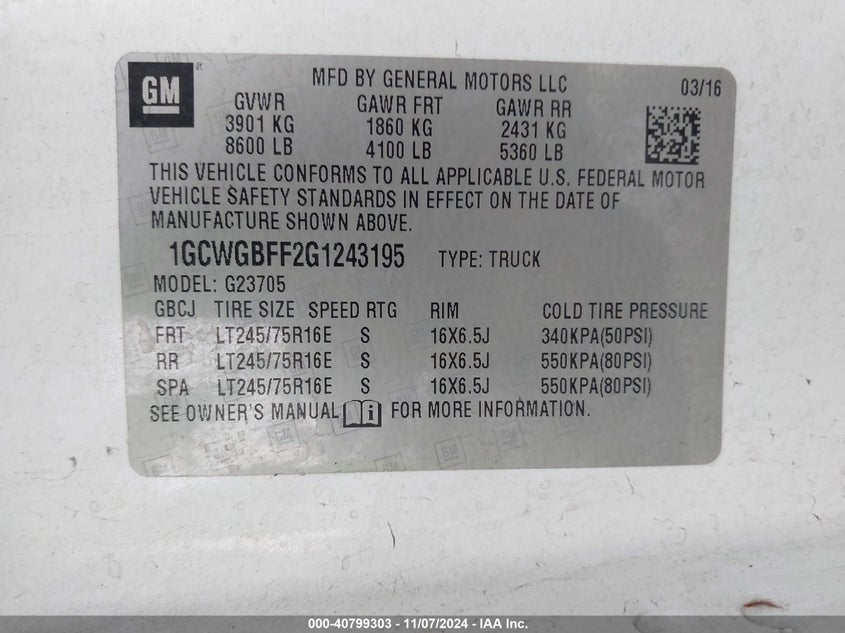 GM ®
MFD BY GENERAL MOTORS LLC 03/16
GVWR GAWR FRT GAWR RR
3901 KG 1860 KG 2431 KG
8600 LB 4100 LB 5360 LB
THIS VEHICLE CONFORMS TO ALL APPLICABLE U.S. FEDERAL MOTOR
VEHICLE SAFETY STANDARDS IN EFFECT ON THE DATE OF
MANUFACTURE SHOWN ABOVE.
1GCWGBFF2G1243195 TYPE: TRUCK
MODEL: G23705
GBCJ TIRE SIZE SPEED RTG RIM COLD TIRE PRESSURE
FRT LT245/75R16E S 16X6.5J 340KPA(50PSI)
RR LT245/75R16E S 16X6.5J 550KPA(80PSI)
SPA LT245/75R16E S 16X6.5J 550KPA(80PSI)
SEE OWNER'S MANUAL i FOR MORE INFORMATION.
000-40799303 - 11/07/2024 - IAA Inc.